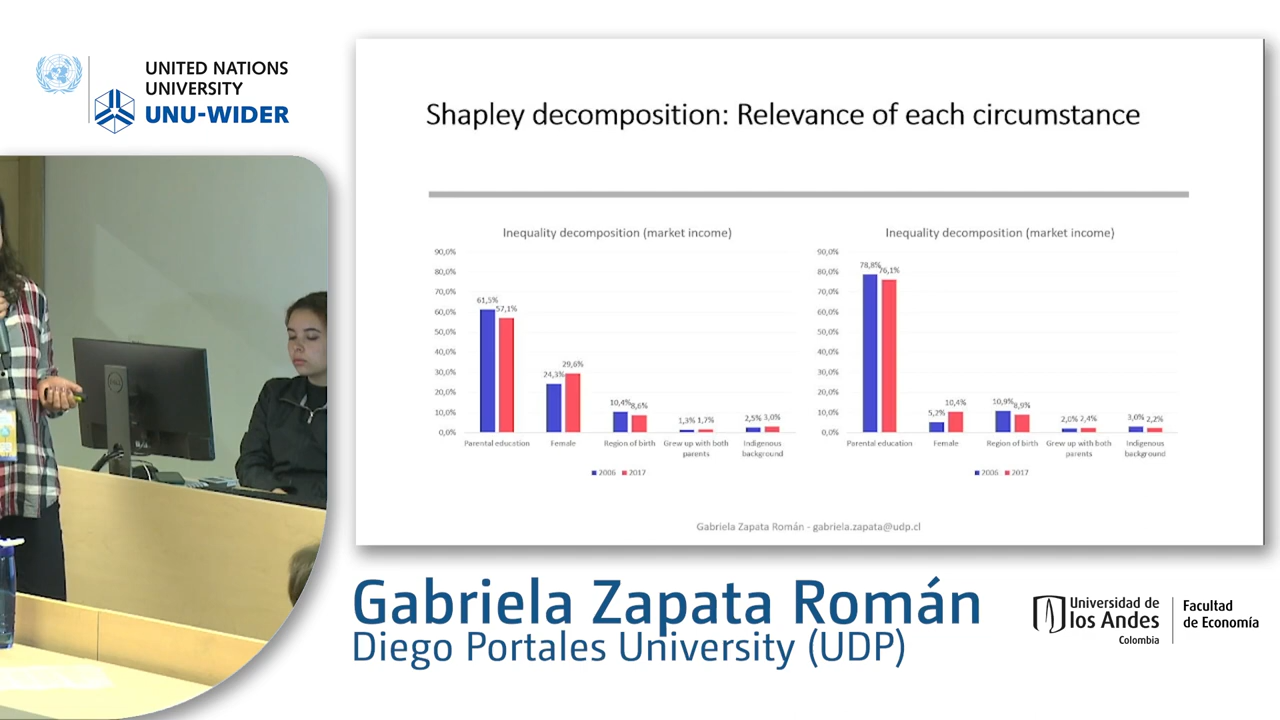 UNITED NATIONS
UNIVERSITY
UNU-WIDER
Shapley decomposition: Relevance of each circumstance
Inequality decomposition (market income)
90,0%
80,0%
70,0%
60,0%
50,0%
40,0%
30,0%
20,0%
10,0%
0,0%
61,5%
57,1%
24,3%
29,6%
10,4%
8,6%
1,3% 1,7%
2,5% 3,0%
Parental education
Female
Region of birth
Grew up with both
parents
Indigenous
background
2006 2017
Inequality decomposition (market income)
90,0%
80,0%
70,0%
60,0%
50,0%
40,0%
30,0%
20,0%
10,0%
0,0%
78,8%
76,1%
5,2%
10,4%
10,9%
8,9%
2,0% 2,4%
3,0% 2,2%
Parental education
Female
Region of birth
Grew up with both
parents
Indigenous
background
2006 2017
Gabriela Zapata Román - gabriela.zapata@udp.cl
Gabriela Zapata Román
Diego Portales University (UDP)
Universidad de
los Andes
Colombia
Facultad
de Economía